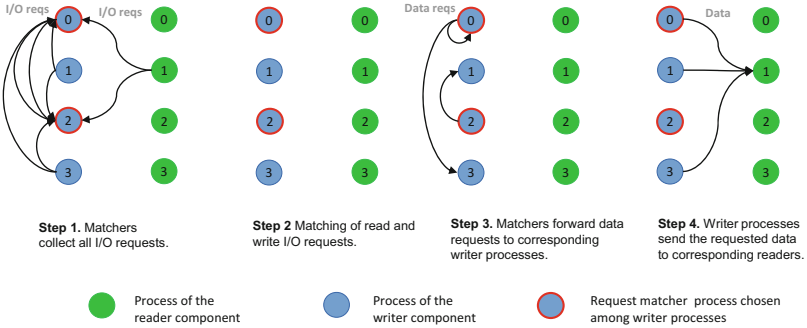 I/O reqs
I/O reqs
Data reqs
Data
0 0 0 0 0 0 0 0
1 1 1 1 1 1 1 1
2 2 2 2 2 2 2 2
3 3 3 3 3 3 3 3
Step 1. Matchers
collect all I/O requests.
Step 2 Matching of read and
write I/O requests.
Step 3. Matchers forward data
requests to corresponding
writer processes.
Step 4. Writer processes
send the requested data
to corresponding readers.
Process of the
reader component
Process of the
writer component
Request matcher process chosen
among writer processes